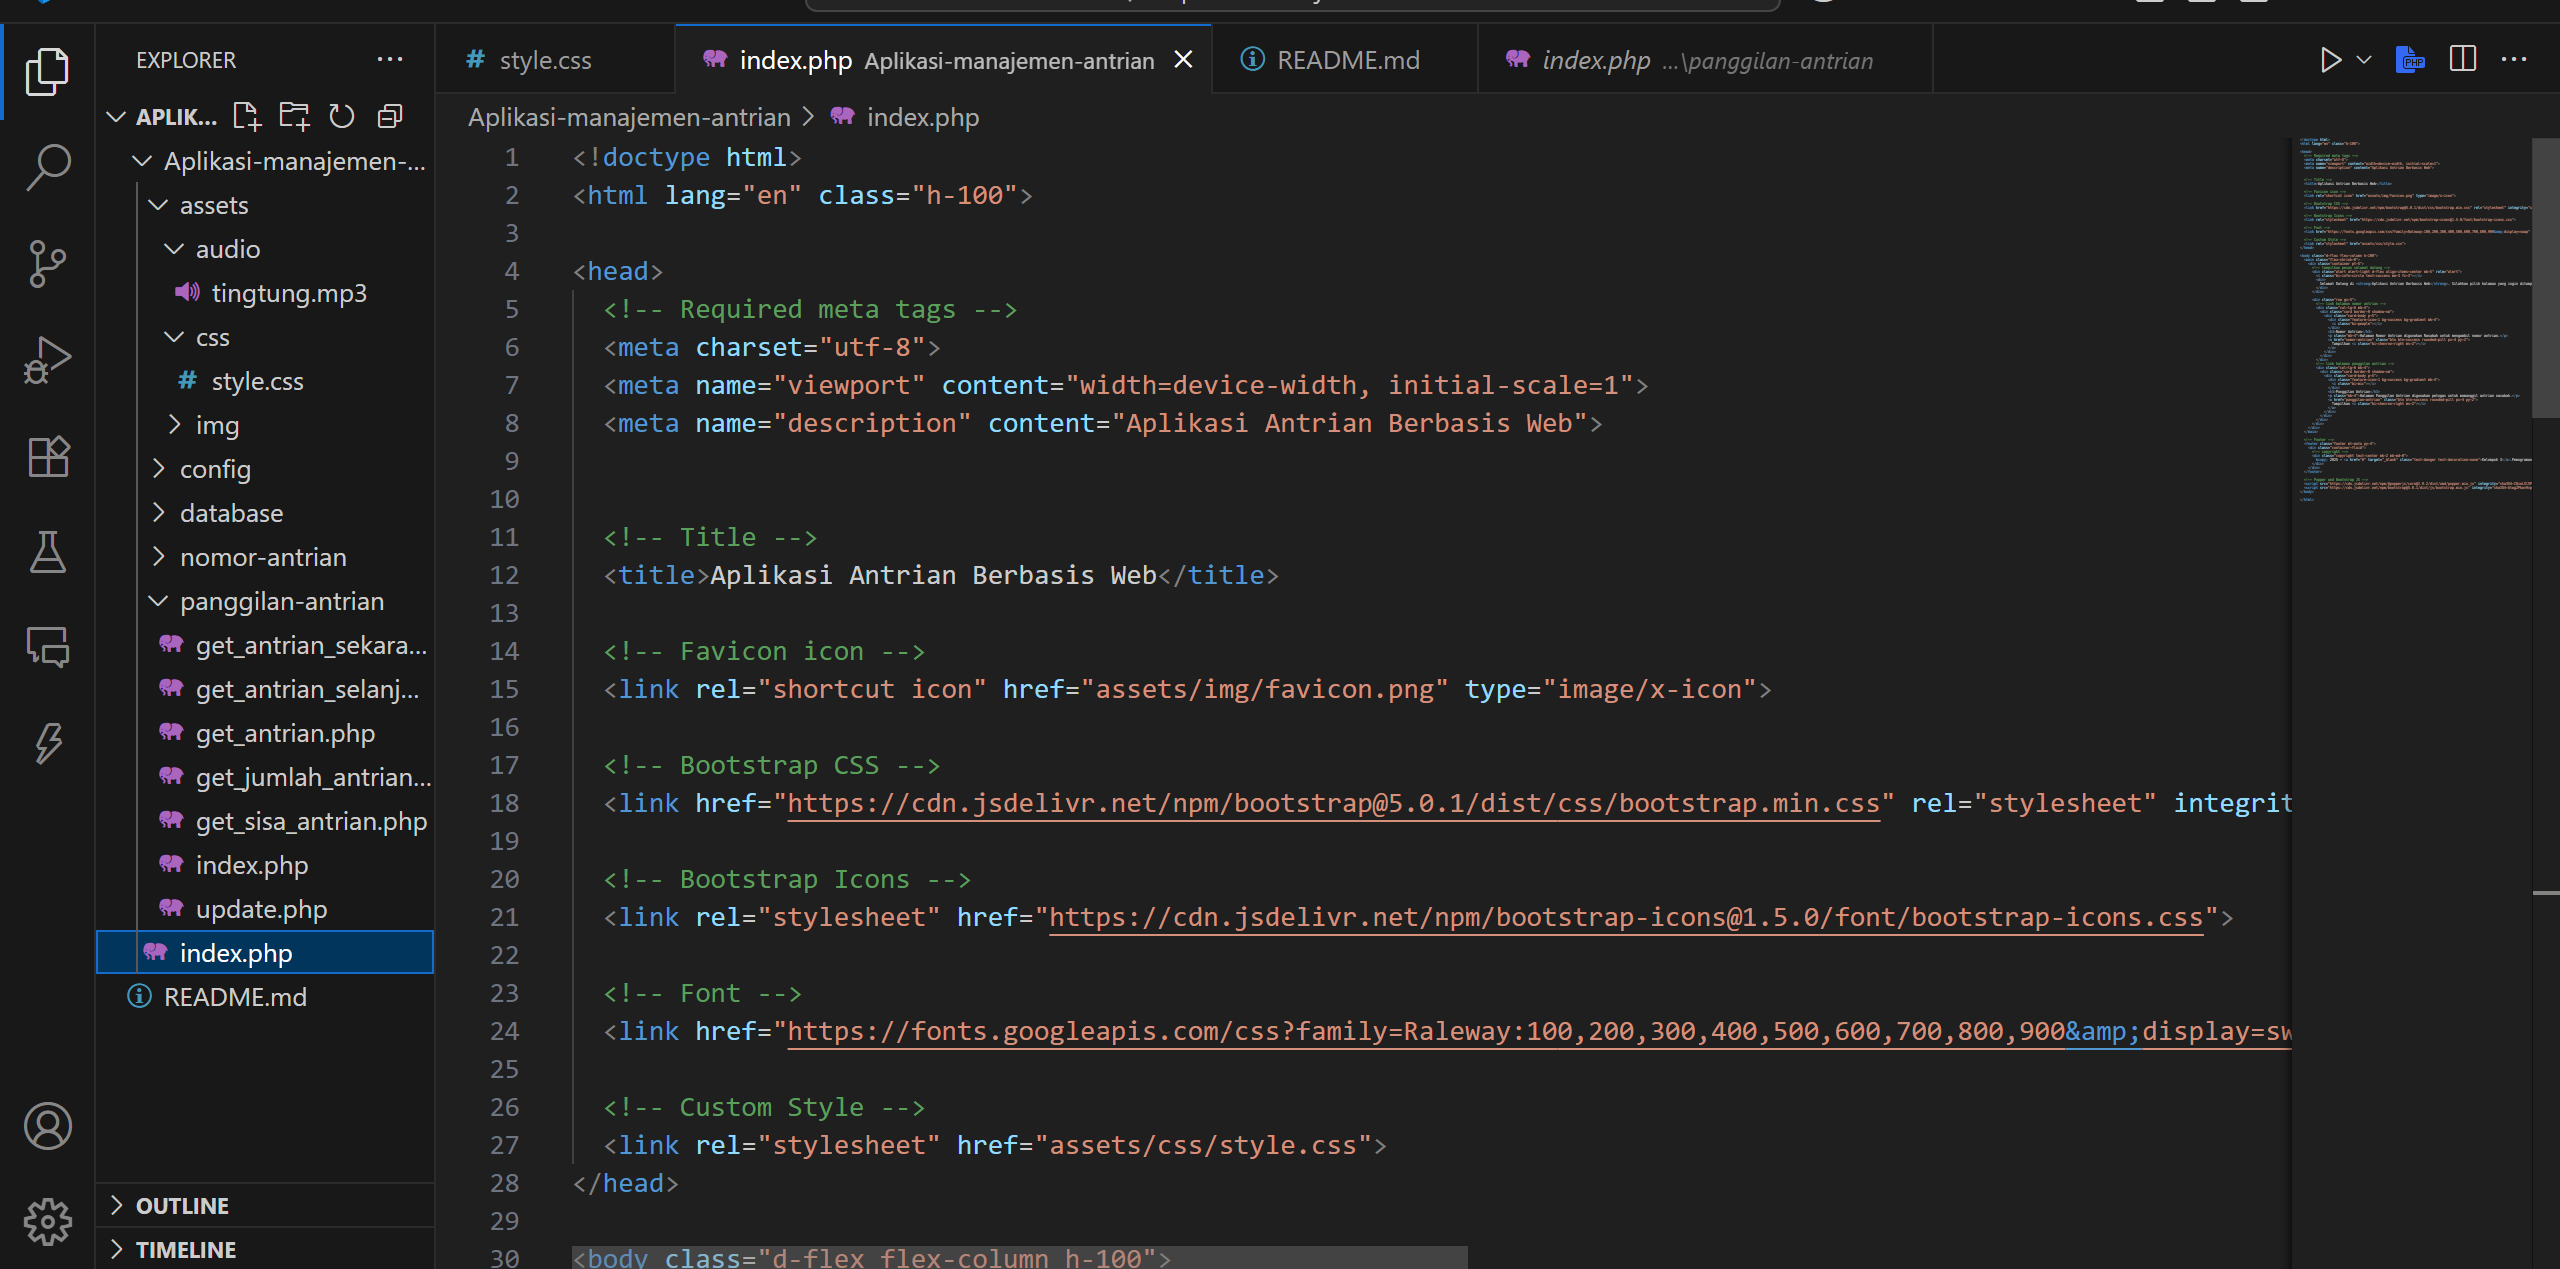 EXPLORER
style.css
index.php Aplikasi-manajemen-antrian
README.md
index.php ...\panggilan-antrian
APLIK...
Aplikasi-manajemen-antrian > index.php
Aplikasi-manajemen-...
assets
audio
tingtung.mp3
css
style.css
img
config
database
nomor-antrian
panggilan-antrian
get_antrian_sekara...
get_antrian_selanj...
get_antrian.php
get_jumlah_antrian...
get_sisa_antrian.php
index.php
update.php
index.php
README.md
OUTLINE
TIMELINE
1 <!doctype html>
2 <html lang="en" class="h-100">
3
4 <head>
5 <!-- Required meta tags -->
6 <meta charset="utf-8">
7 <meta name="viewport" content="width=device-width, initial-scale=1">
8 <meta name="description" content="Aplikasi Antrian Berbasis Web">
9
10
11 <!-- Title -->
12 <title>Aplikasi Antrian Berbasis Web</title>
13
14 <!-- Favicon icon -->
15 <link rel="shortcut icon" href="assets/img/favicon.png" type="image/x-icon">
16
17 <!-- Bootstrap CSS -->
18 <link href="https://cdn.jsdelivr.net/npm/bootstrap@5.0.1/dist/css/bootstrap.min.css" rel="stylesheet" integrit
19
20 <!-- Bootstrap Icons -->
21 <link rel="stylesheet" href="https://cdn.jsdelivr.net/npm/bootstrap-icons@1.5.0/font/bootstrap-icons.css">
22
23 <!-- Font -->
24 <link href="https://fonts.googleapis.com/css?family=Raleway:100,200,300,400,500,600,700,800,900&amp;display=sw
25
26 <!-- Custom Style -->
27 <link rel="stylesheet" href="assets/css/style.css">
28 </head>
29
30 <body class="d-flex flex-column h-100">